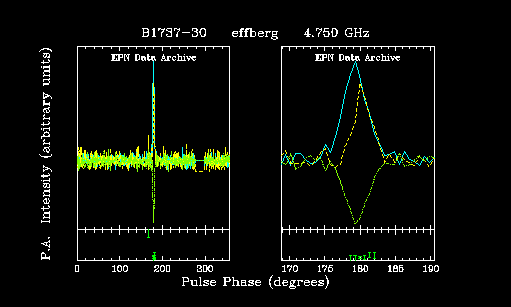 B1737-30 effberg 4.750 GHz
EPN Data Archive EPN Data Archive
P.A. Intensity (arbitrary units)
0 100 200 300 170 175 180 185 190
Pulse Phase (degrees)